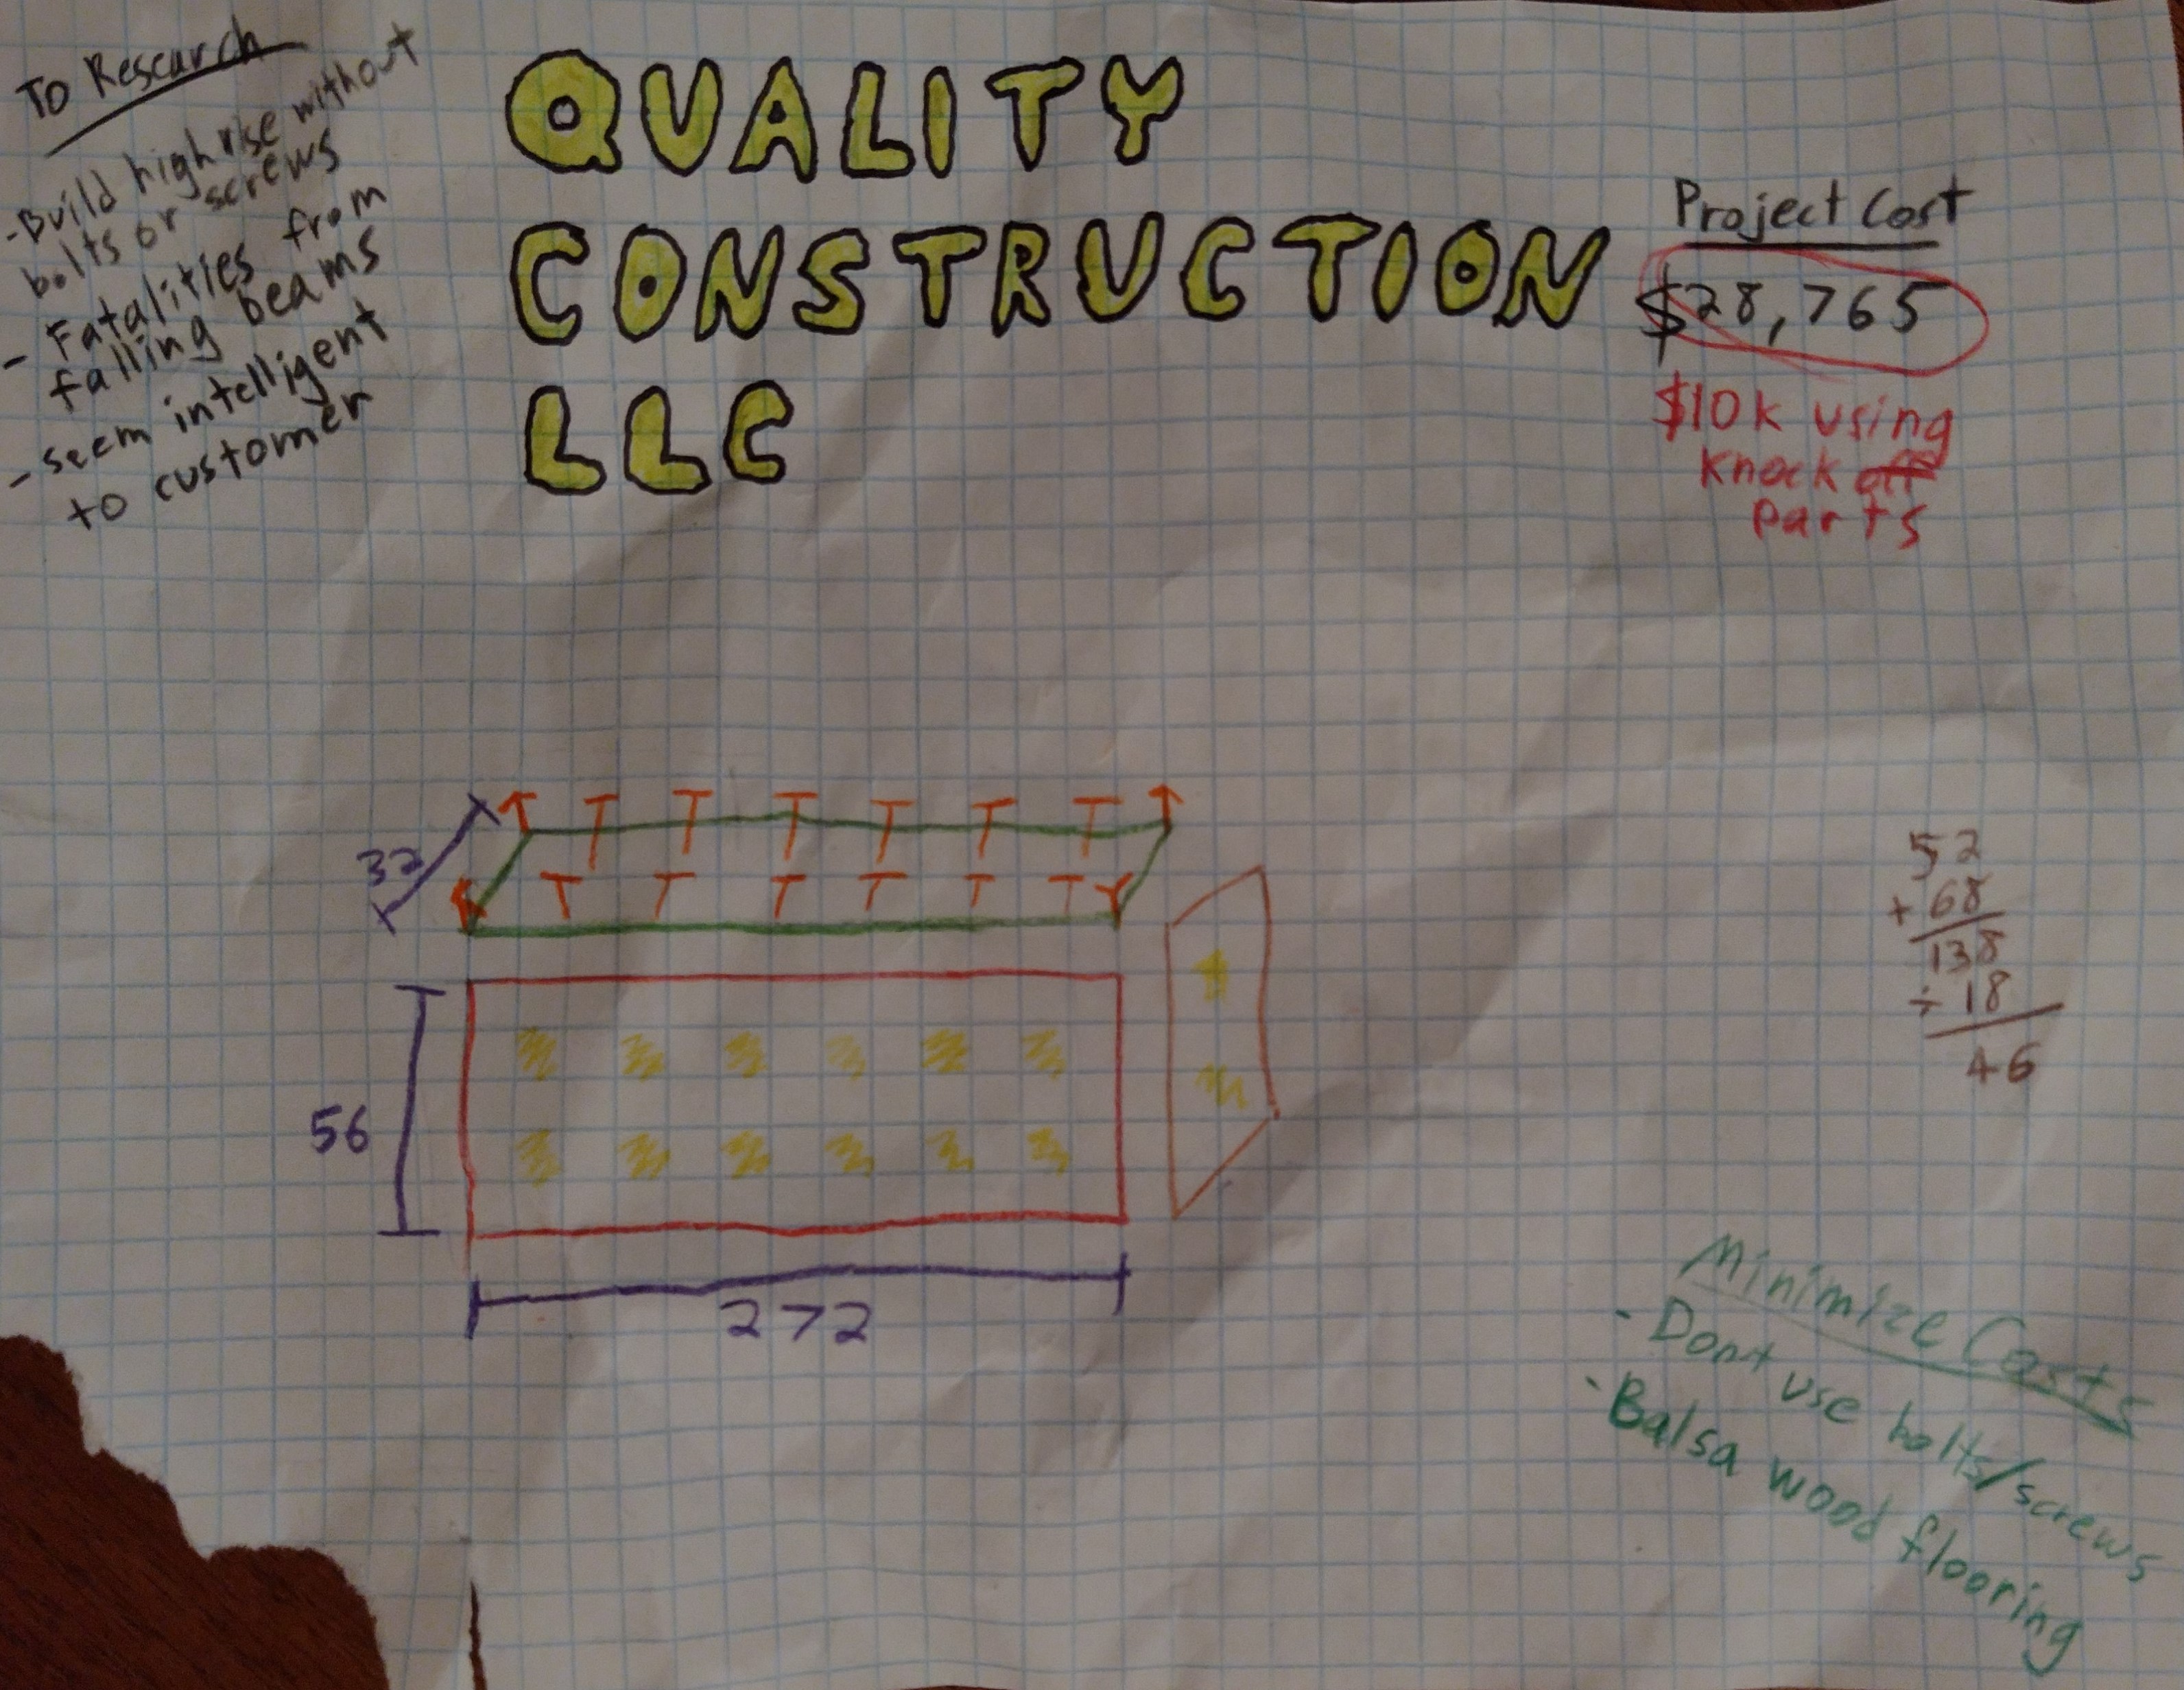 To Research
-Build high rise without
bolts or screws
- Fatalities from
falling beams
- seem intelligent
to customer
QUALITY
CONSTRUCTION
LLC
Project Cost
$28,765
$10k using
knock off
parts
32
56
272
52
+ 68
138
÷ 18
46
Minimize Costs
- Dont use bolts/screws
- Balsa wood flooring